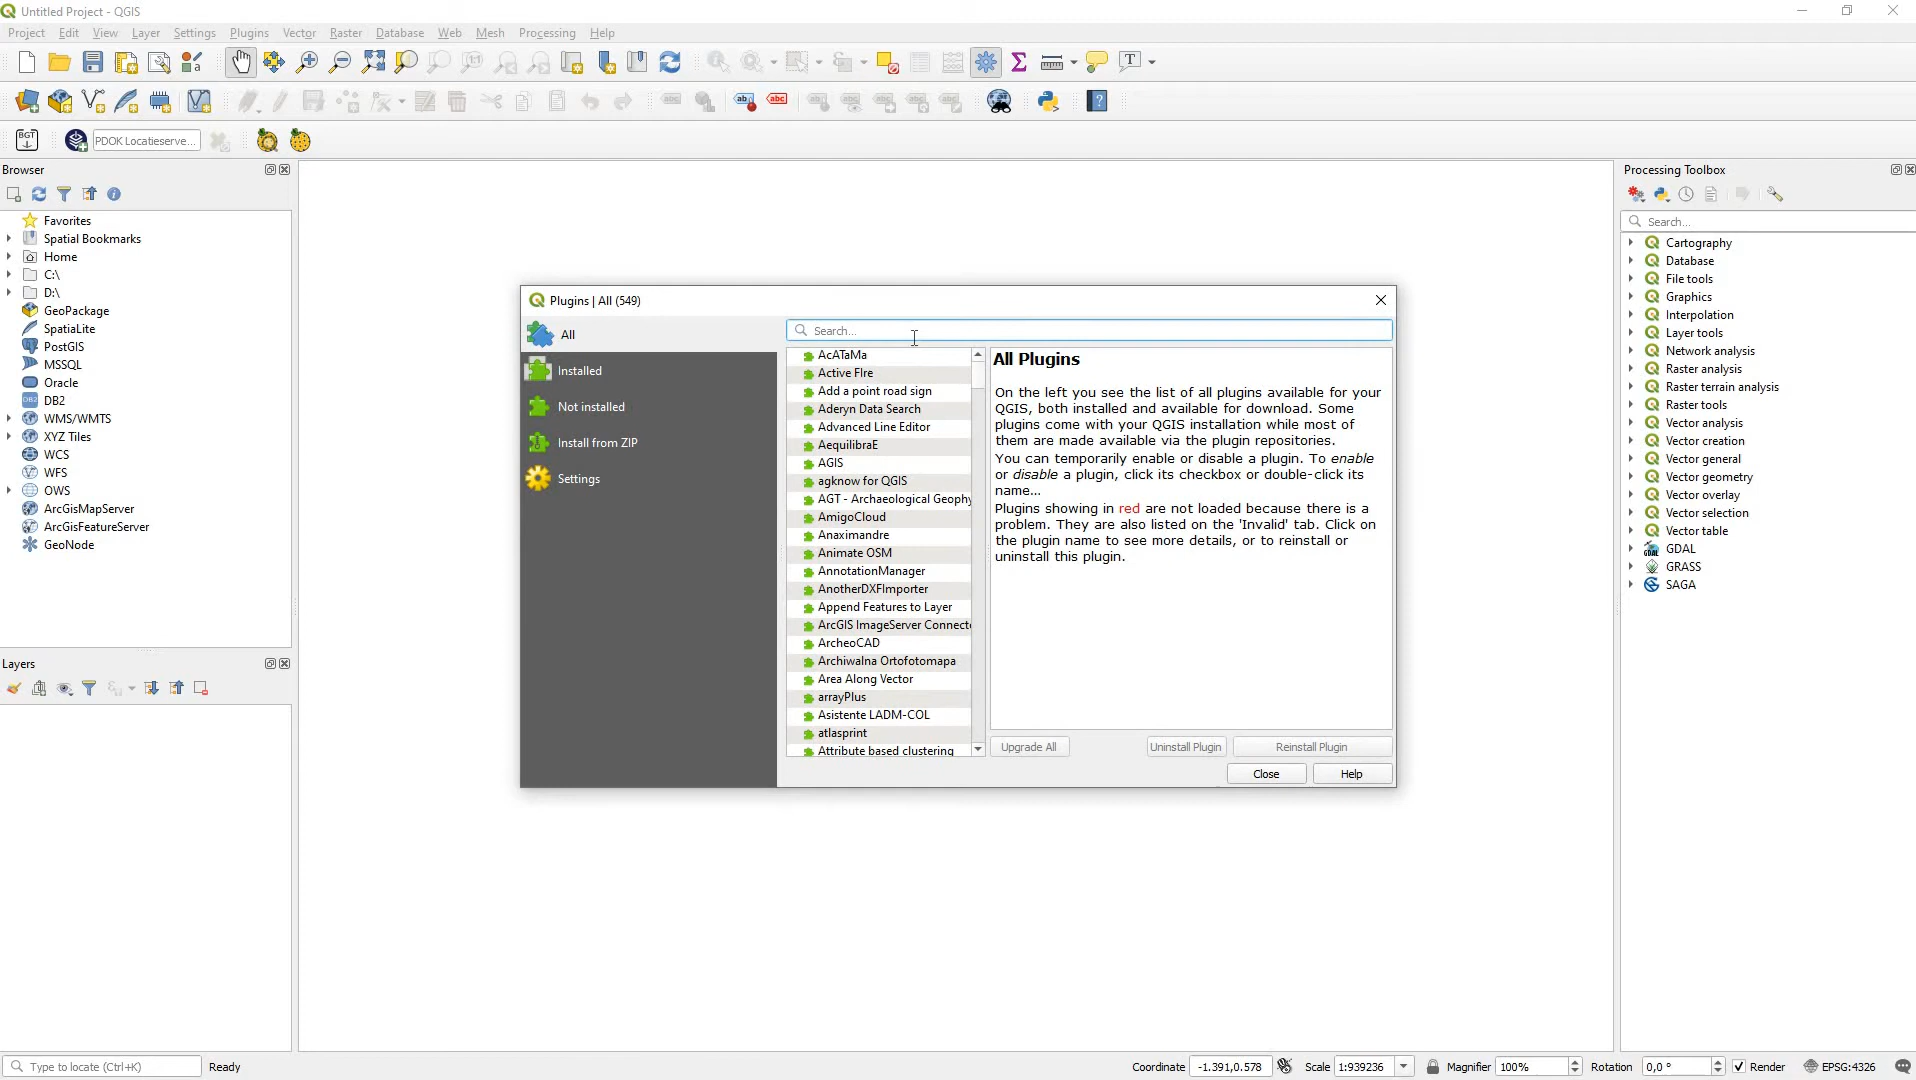 Untitled Project - QGIS
Project Edit View Layer Settings Plugins Vector Raster Database Web Mesh Processing Help
BGT
PDOK Locatieserve...
Browser
Favorites
Spatial Bookmarks
Home
C:\
D:\
GeoPackage
SpatiaLite
PostGIS
MSSQL
Oracle
DB2
WMS/WMTS
XYZ Tiles
WCS
WFS
OWS
ArcGisMapServer
ArcGisFeatureServer
GeoNode
Layers
Plugins | All (549)
All
Installed
Not installed
Install from ZIP
Settings
Search...
AcATaMa
Active FIre
Add a point road sign
Aderyn Data Search
Advanced Line Editor
AequilibraE
AGIS
agknow for QGIS
AGT - Archaeological Geophy
AmigoCloud
Anaximandre
Animate OSM
AnnotationManager
AnotherDXFImporter
Append Features to Layer
ArcGIS ImageServer Connecto
ArcheoCAD
Archiwalna Ortofotomapa
Area Along Vector
arrayPlus
Asistente LADM-COL
atlasprint
Attribute based clustering
All Plugins
On the left you see the list of all plugins available for your
QGIS, both installed and available for download. Some
plugins come with your QGIS installation while most of
them are made available via the plugin repositories.
You can temporarily enable or disable a plugin. To enable
or disable a plugin, click its checkbox or double-click its
name...
Plugins showing in red are not loaded because there is a
problem. They are also listed on the 'Invalid' tab. Click on
the plugin name to see more details, or to reinstall or
uninstall this plugin.
Upgrade All Uninstall Plugin Reinstall Plugin
Close Help
Processing Toolbox
Search...
Cartography
Database
File tools
Graphics
Interpolation
Layer tools
Network analysis
Raster analysis
Raster terrain analysis
Raster tools
Vector analysis
Vector creation
Vector general
Vector geometry
Vector overlay
Vector selection
Vector table
GDAL
GRASS
SAGA
Type to locate (Ctrl+K) Ready Coordinate -1.391,0.578 Scale 1:939236 Magnifier 100% Rotation 0,0 ° Render EPSG:4326